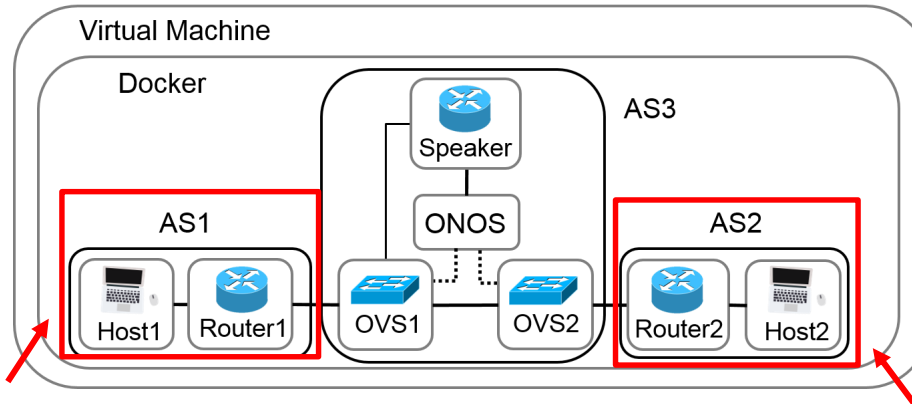 Virtual Machine
Docker
AS3
Speaker
AS1
ONOS
AS2
Host1
Router1
OVS1
OVS2
Router2
Host2